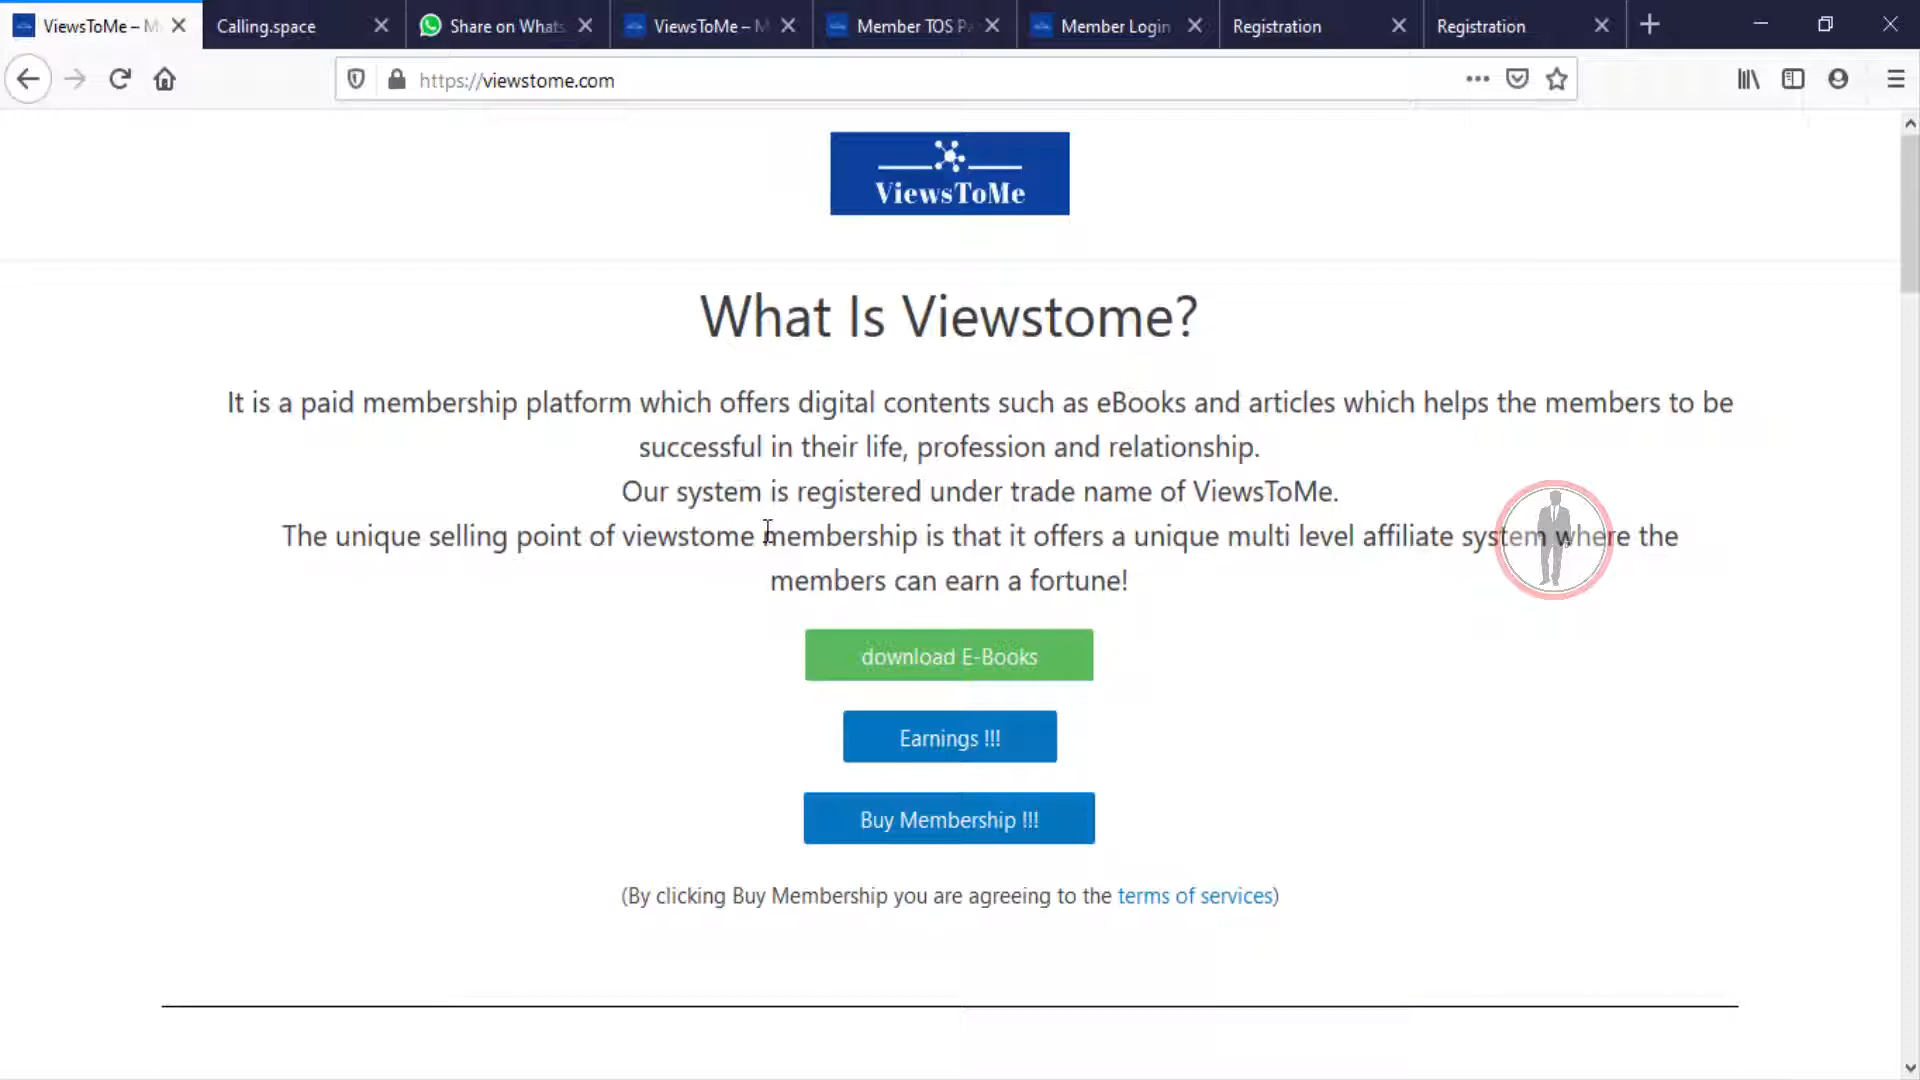 ViewsToMe – M
Calling.space
Share on Whats
ViewsToMe – M
Member TOS Pa
Member Login
Registration
Registration
https://viewstome.com
ViewsToMe
What Is Viewstome?
It is a paid membership platform which offers digital contents such as eBooks and articles which helps the members to be
successful in their life, profession and relationship.
Our system is registered under trade name of ViewsToMe.
The unique selling point of viewstome membership is that it offers a unique multi level affiliate system where the
members can earn a fortune!
download E-Books
Earnings !!!
Buy Membership !!!
(By clicking Buy Membership you are agreeing to the terms of services)